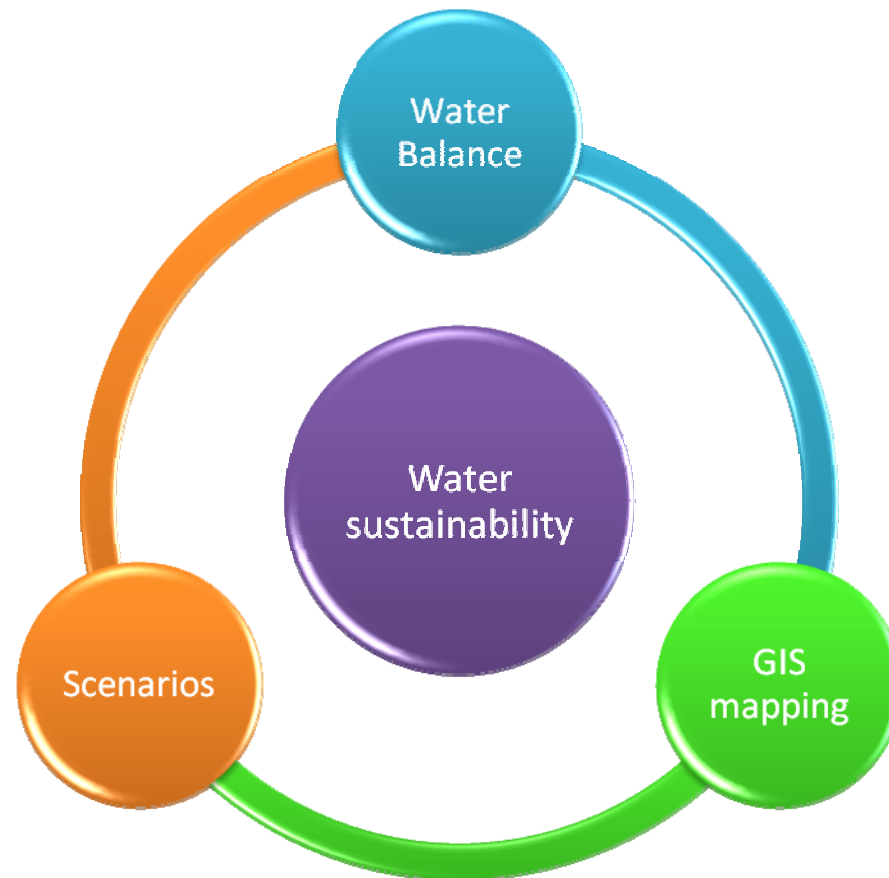 Water
Balance
Water
sustainability
GIS
mapping
Scenarios